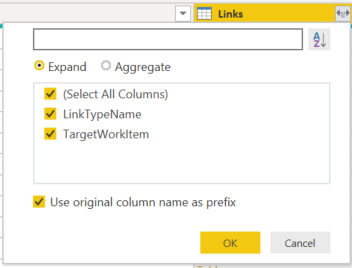 Links
Expand
Aggregate
(Select All Columns)
LinkTypeName
TargetWorkItem
Use original column name as prefix
OK
Cancel